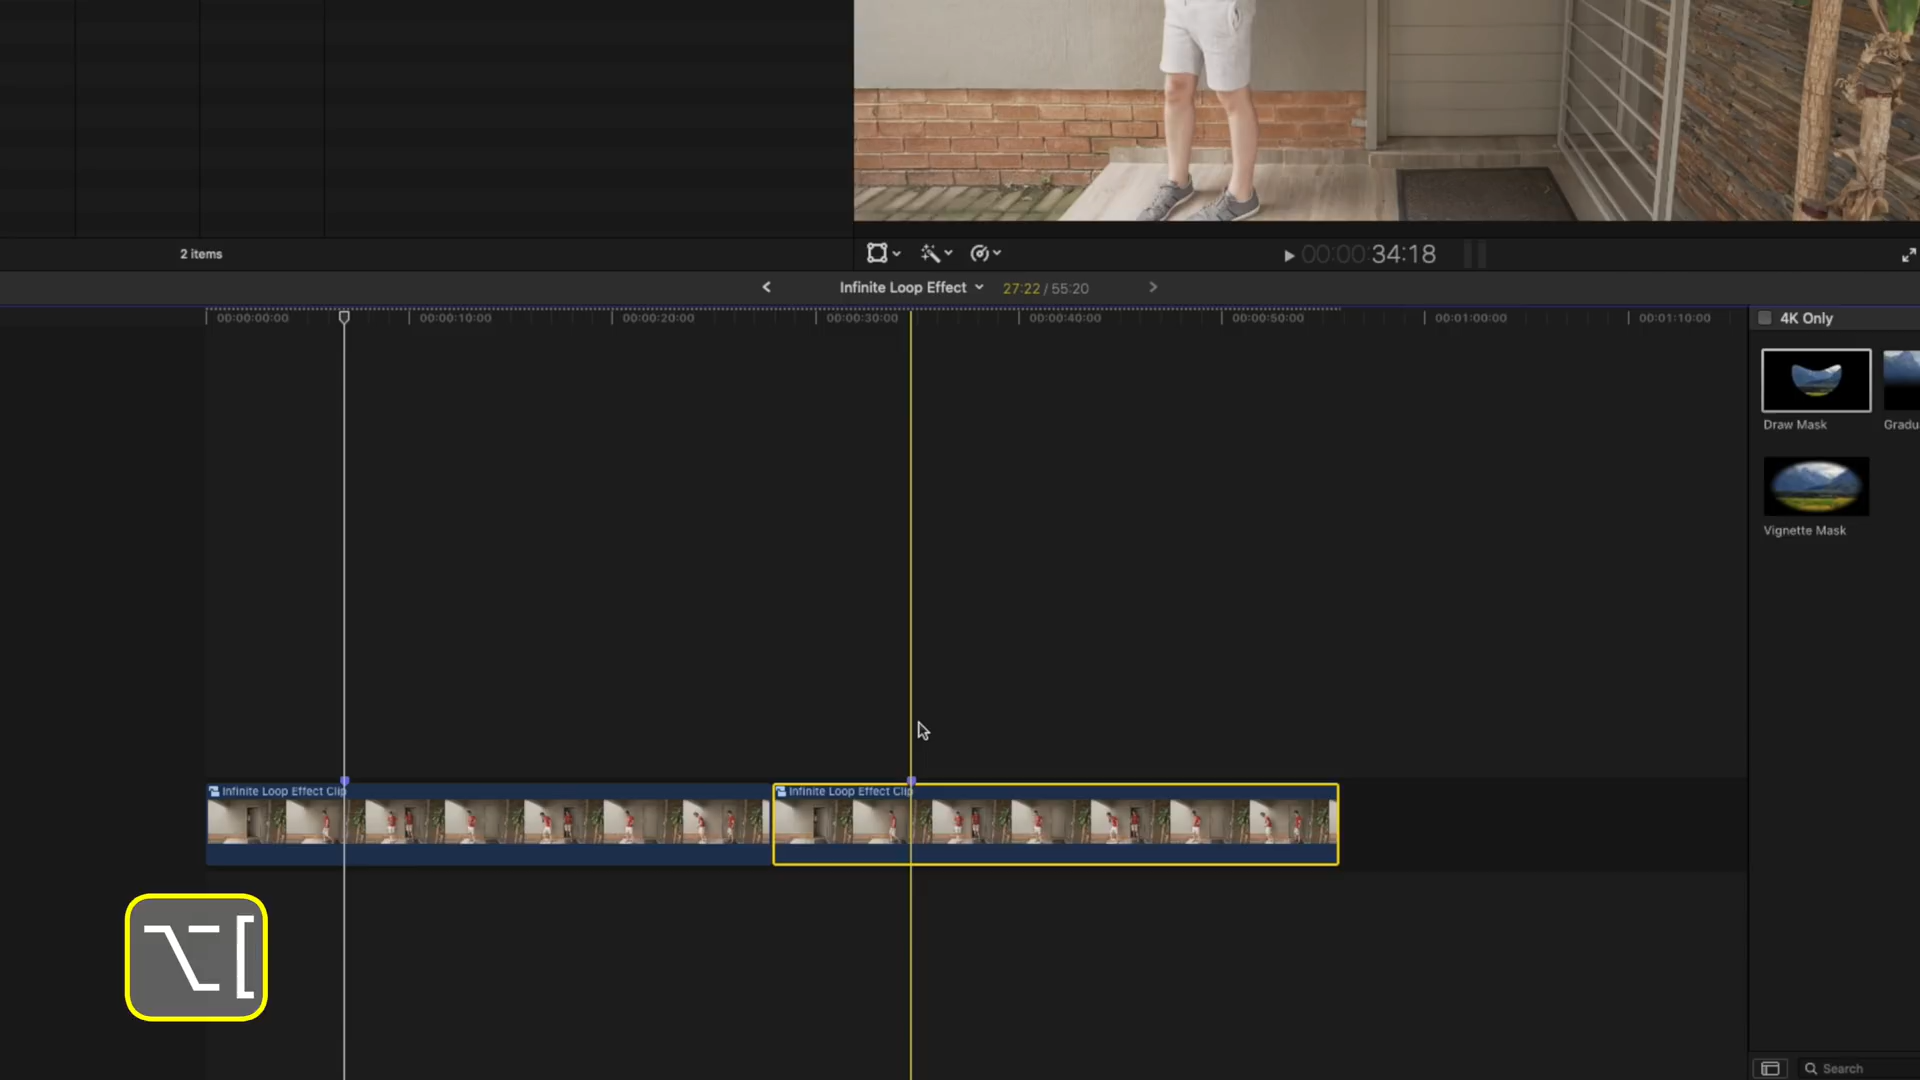 2 items
00:00:34:18
Infinite Loop Effect 27:22 / 55:20
00:00:00:00 00:00:10:00 00:00:20:00 00:00:30:00 00:00:40:00 00:00:50:00 00:01:00:00 00:01:10:00
4K Only
Draw Mask Gradu
Vignette Mask
Infinite Loop Effect Clip Infinite Loop Effect Clip
⌥[
Search